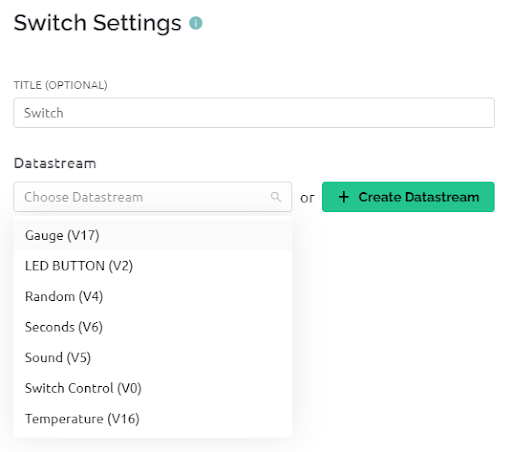 Switch Settings
TITLE (OPTIONAL)
Switch
Datastream
Choose Datastream or + Create Datastream
Gauge (V17)
LED BUTTON (V2)
Random (V4)
Seconds (V6)
Sound (V5)
Switch Control (V0)
Temperature (V16)